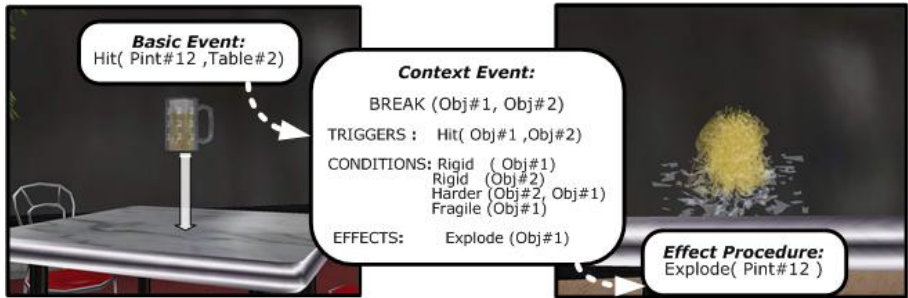 Basic Event:
Hit( Pint#12 ,Table#2)
Context Event:
BREAK (Obj#1, Obj#2)
TRIGGERS : Hit( Obj#1 ,Obj#2)
CONDITIONS: Rigid ( Obj#1)
Rigid (Obj#2)
Harder (Obj#2, Obj#1)
Fragile (Obj#1)
EFFECTS: Explode (Obj#1)
Effect Procedure:
Explode( Pint#12 )